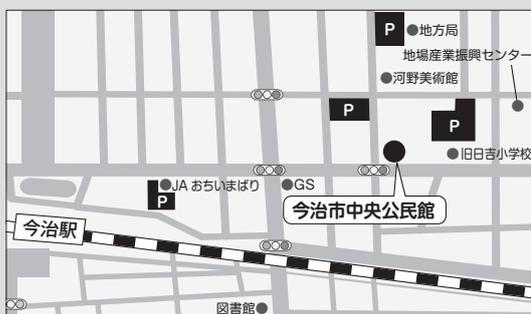 P
地方局
地場産業振興センター
河野美術館
P
P
旧日吉小学校
JA おちいまばり
P
GS
今治市中央公民館
今治駅
図書館